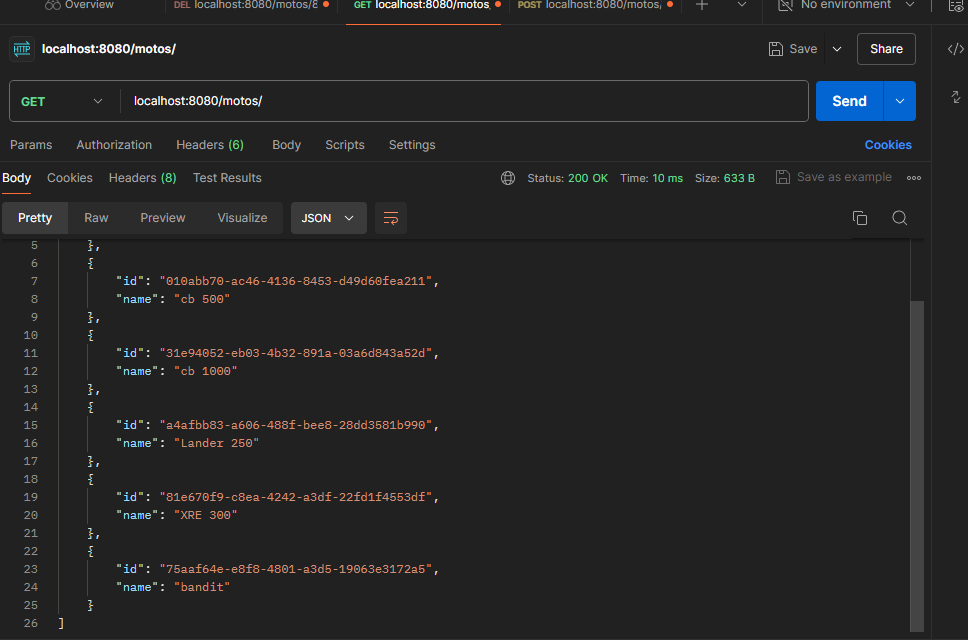 Overview DEL localhost:8080/motos/8 GET localhost:8080/motos, POST localhost:8080/motos, No environment
HTTP localhost:8080/motos/ Save Share
GET localhost:8080/motos/ Send
Params Authorization Headers (6) Body Scripts Settings Cookies
Body Cookies Headers (8) Test Results Status: 200 OK Time: 10 ms Size: 633 B Save as example
Pretty Raw Preview Visualize JSON
5 },
6 {
7 "id": "010abb70-ac46-4136-8453-d49d60fea211",
8 "name": "cb 500"
9 },
10 {
11 "id": "31e94052-eb03-4b32-891a-03a6d843a52d",
12 "name": "cb 1000"
13 },
14 {
15 "id": "a4afbb83-a606-488f-bee8-28dd3581b990",
16 "name": "Lander 250"
17 },
18 {
19 "id": "81e670f9-c8ea-4242-a3df-22fd1f4553df",
20 "name": "XRE 300"
21 },
22 {
23 "id": "75aaf64e-e8f8-4801-a3d5-19063e3172a5",
24 "name": "bandit"
25 }
26 ]